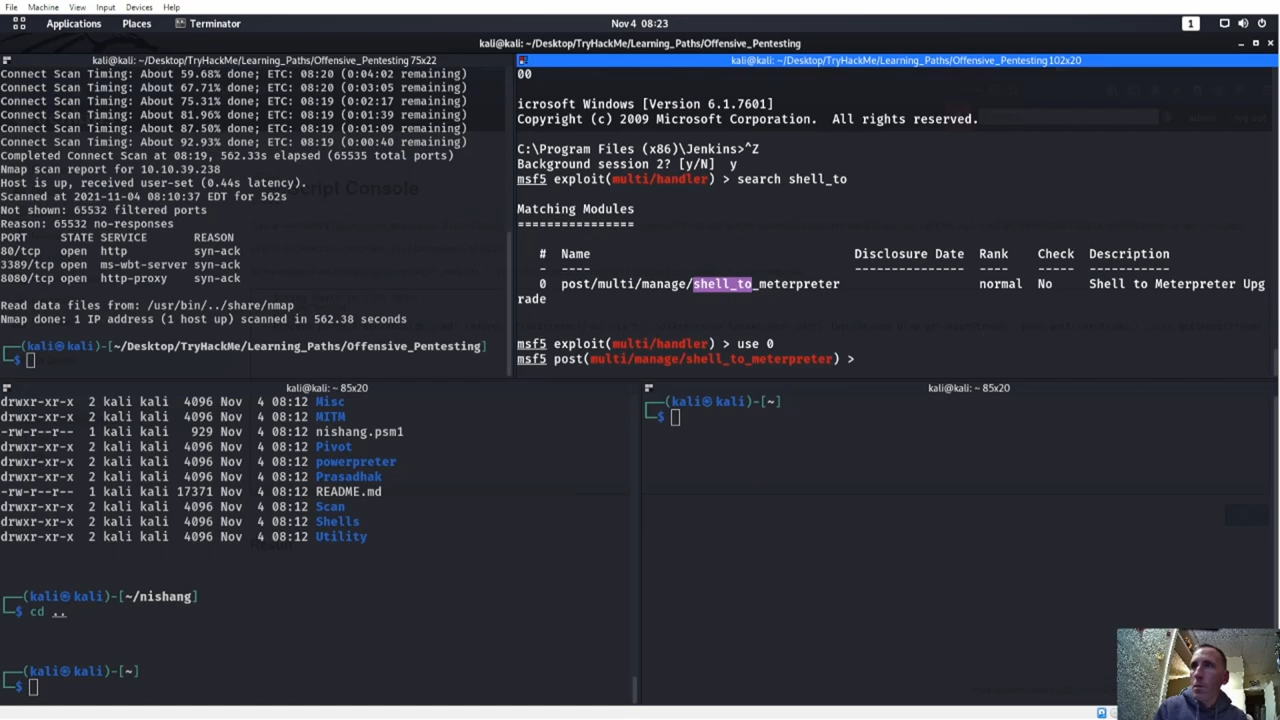 File Machine View Input Devices Help
Applications Places Terminator Nov 4 08:23 1
kali@kali: ~/Desktop/TryHackMe/Learning_Paths/Offensive_Pentesting
kali@kali: ~/Desktop/TryHackMe/Learning_Paths/Offensive_Pentesting 75x22
Connect Scan Timing: About 59.68% done; ETC: 08:20 (0:04:02 remaining)
Connect Scan Timing: About 67.71% done; ETC: 08:20 (0:03:05 remaining)
Connect Scan Timing: About 75.31% done; ETC: 08:19 (0:02:17 remaining)
Connect Scan Timing: About 81.96% done; ETC: 08:19 (0:01:39 remaining)
Connect Scan Timing: About 87.50% done; ETC: 08:19 (0:01:09 remaining)
Connect Scan Timing: About 92.93% done; ETC: 08:19 (0:00:40 remaining)
Completed Connect Scan at 08:19, 562.33s elapsed (65535 total ports)
Nmap scan report for 10.10.39.238
Host is up, received user-set (0.44s latency).
Scanned at 2021-11-04 08:10:37 EDT for 562s
Not shown: 65532 filtered ports
Reason: 65532 no-responses
PORT STATE SERVICE REASON
80/tcp open http syn-ack
3389/tcp open ms-wbt-server syn-ack
8080/tcp open http-proxy syn-ack
Read data files from: /usr/bin/../share/nmap
Nmap done: 1 IP address (1 host up) scanned in 562.38 seconds
(kali㉿kali)-[~/Desktop/TryHackMe/Learning_Paths/Offensive_Pentesting]
$
kali@kali: ~/Desktop/TryHackMe/Learning_Paths/Offensive_Pentesting 102x20
00
icrosoft Windows [Version 6.1.7601]
Copyright (c) 2009 Microsoft Corporation. All rights reserved.
C:\Program Files (x86)\Jenkins>^Z
Background session 2? [y/N] y
msf5 exploit(multi/handler) > search shell_to
Matching Modules
================
# Name Disclosure Date Rank Check Description
- ---- --------------- ---- ----- -----------
0 post/multi/manage/shell_to_meterpreter normal No Shell to Meterpreter Upg
rade
msf5 exploit(multi/handler) > use 0
msf5 post(multi/manage/shell_to_meterpreter) >
kali@kali: ~ 85x20
drwxr-xr-x 2 kali kali 4096 Nov 4 08:12 Misc
drwxr-xr-x 2 kali kali 4096 Nov 4 08:12 MITM
-rw-r--r-- 1 kali kali 929 Nov 4 08:12 nishang.psm1
drwxr-xr-x 2 kali kali 4096 Nov 4 08:12 Pivot
drwxr-xr-x 2 kali kali 4096 Nov 4 08:12 powerpreter
drwxr-xr-x 2 kali kali 4096 Nov 4 08:12 Prasadhak
-rw-r--r-- 1 kali kali 17371 Nov 4 08:12 README.md
drwxr-xr-x 2 kali kali 4096 Nov 4 08:12 Scan
drwxr-xr-x 2 kali kali 4096 Nov 4 08:12 Shells
drwxr-xr-x 2 kali kali 4096 Nov 4 08:12 Utility
(kali㉿kali)-[~/nishang]
$ cd ..
(kali㉿kali)-[~]
$
kali@kali: ~ 85x20
(kali㉿kali)-[~]
$
Script Console